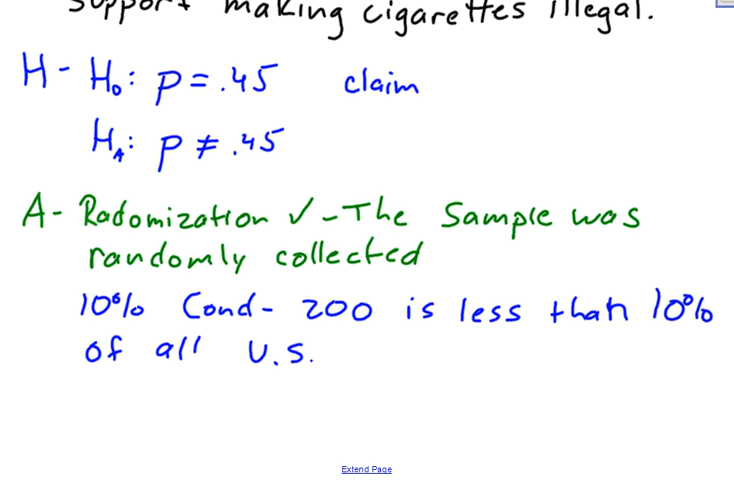 support making cigarettes illegal.
H - H₀: p = .45 claim
Hₐ: p ≠ .45
A - Radomization ✓ - The Sample was
randomly collected
10% Cond - 200 is less than 10%
of all U.S.
Extend Page